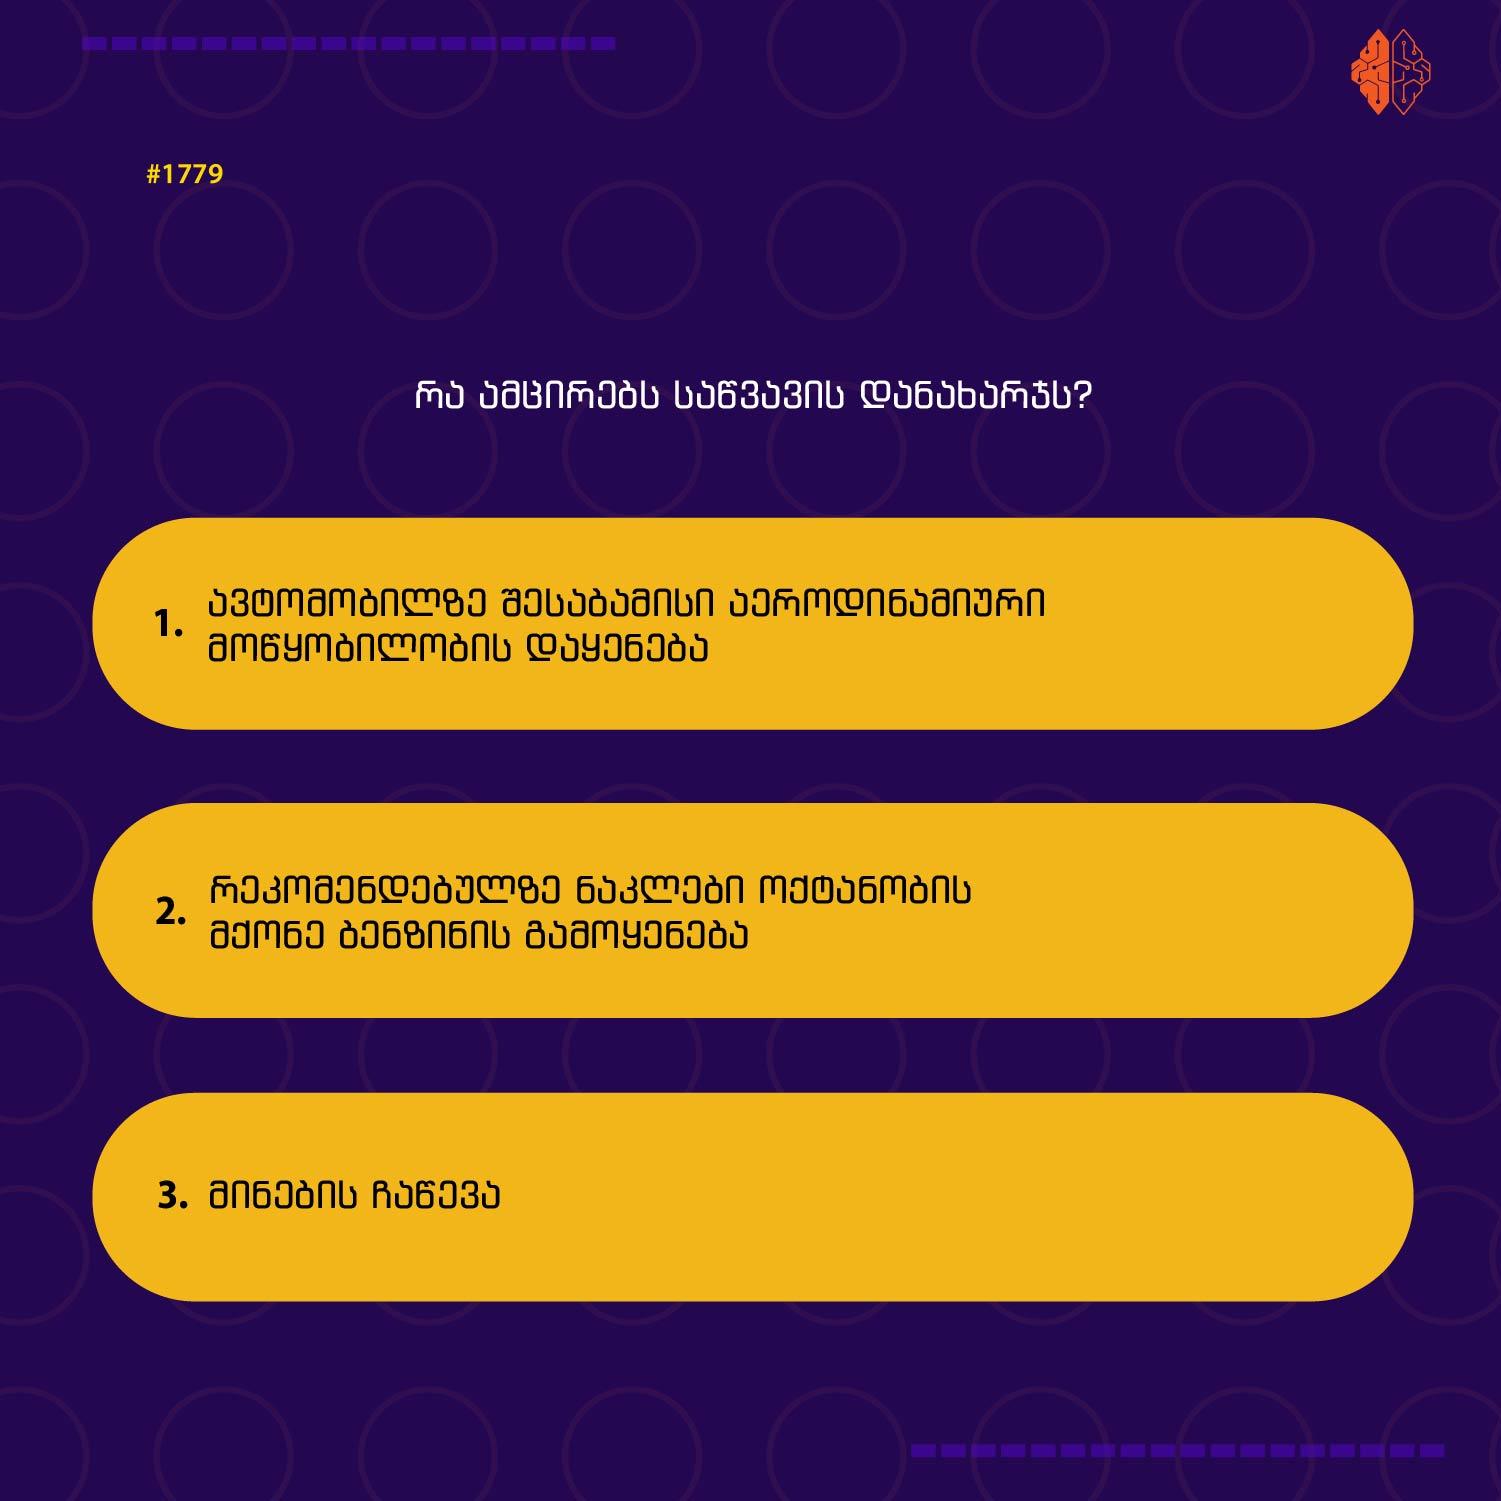 #1779
რა ამცირებს საწვავის დანახარჯს?
1. ავტომობილზე შესაბამისი აეროდინამიური
მოწყობილობის დაყენება
2. რეკომენდებულზე ნაკლები ოქტანობის
მქონე ბენზინის გამოყენება
3. მინების ჩაწევა